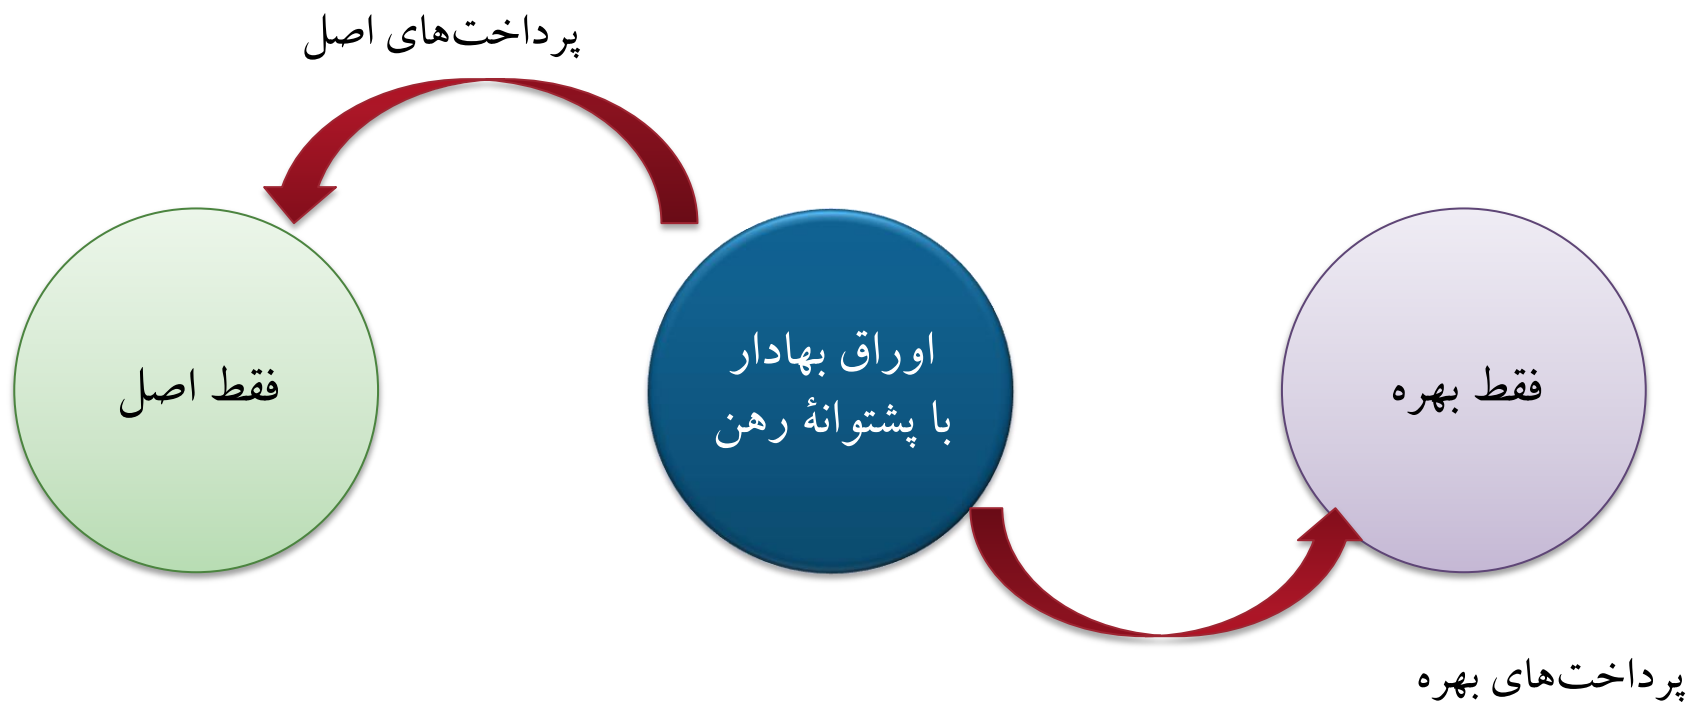 پرداخت‌های اصل
فقط بهره
اوراق بهادار
با پشتوانهٔ رهن
فقط اصل
پرداخت‌های بهره